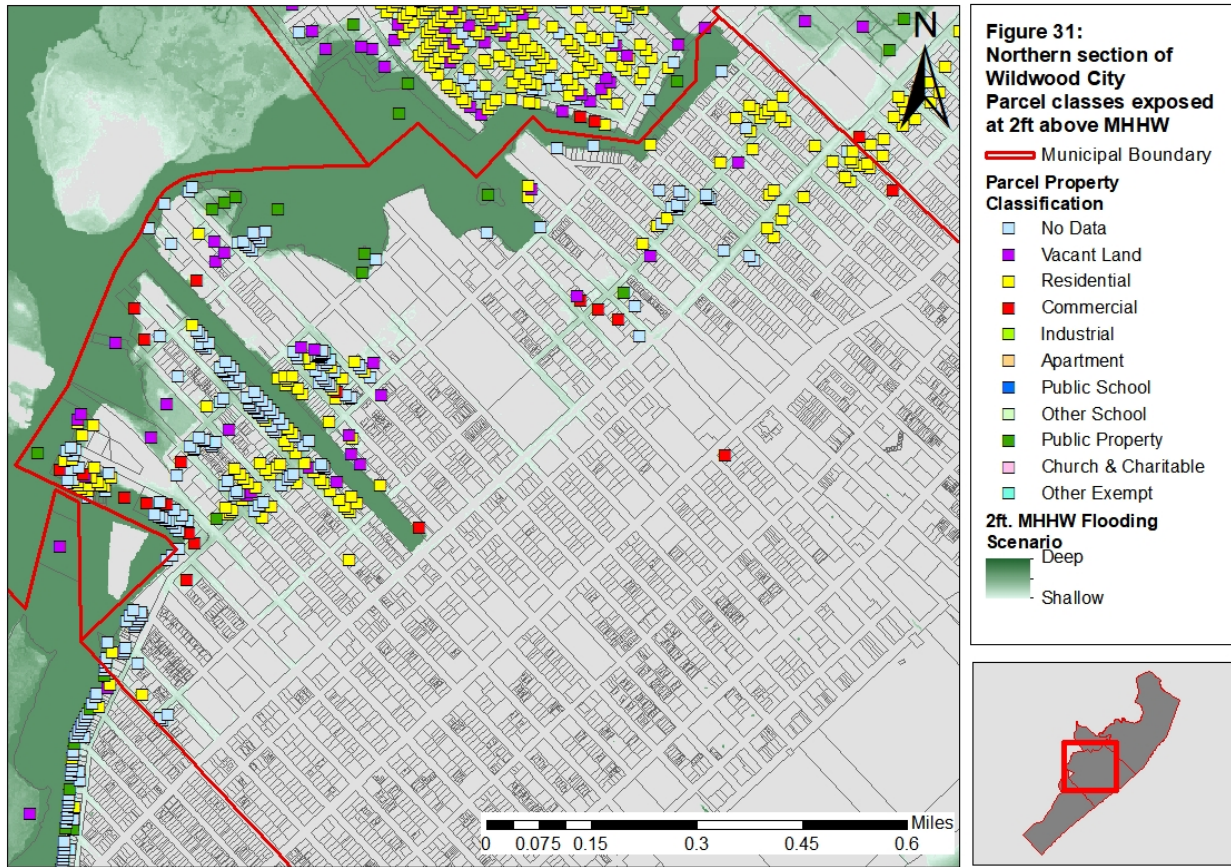 N
Figure 31:
Northern section of
Wildwood City
Parcel classes exposed
at 2ft above MHHW
Municipal Boundary
Parcel Property
Classification
No Data
Vacant Land
Residential
Commercial
Industrial
Apartment
Public School
Other School
Public Property
Church & Charitable
Other Exempt
2ft. MHHW Flooding
Scenario
Deep
Shallow
Miles
0 0.075 0.15 0.3 0.45 0.6